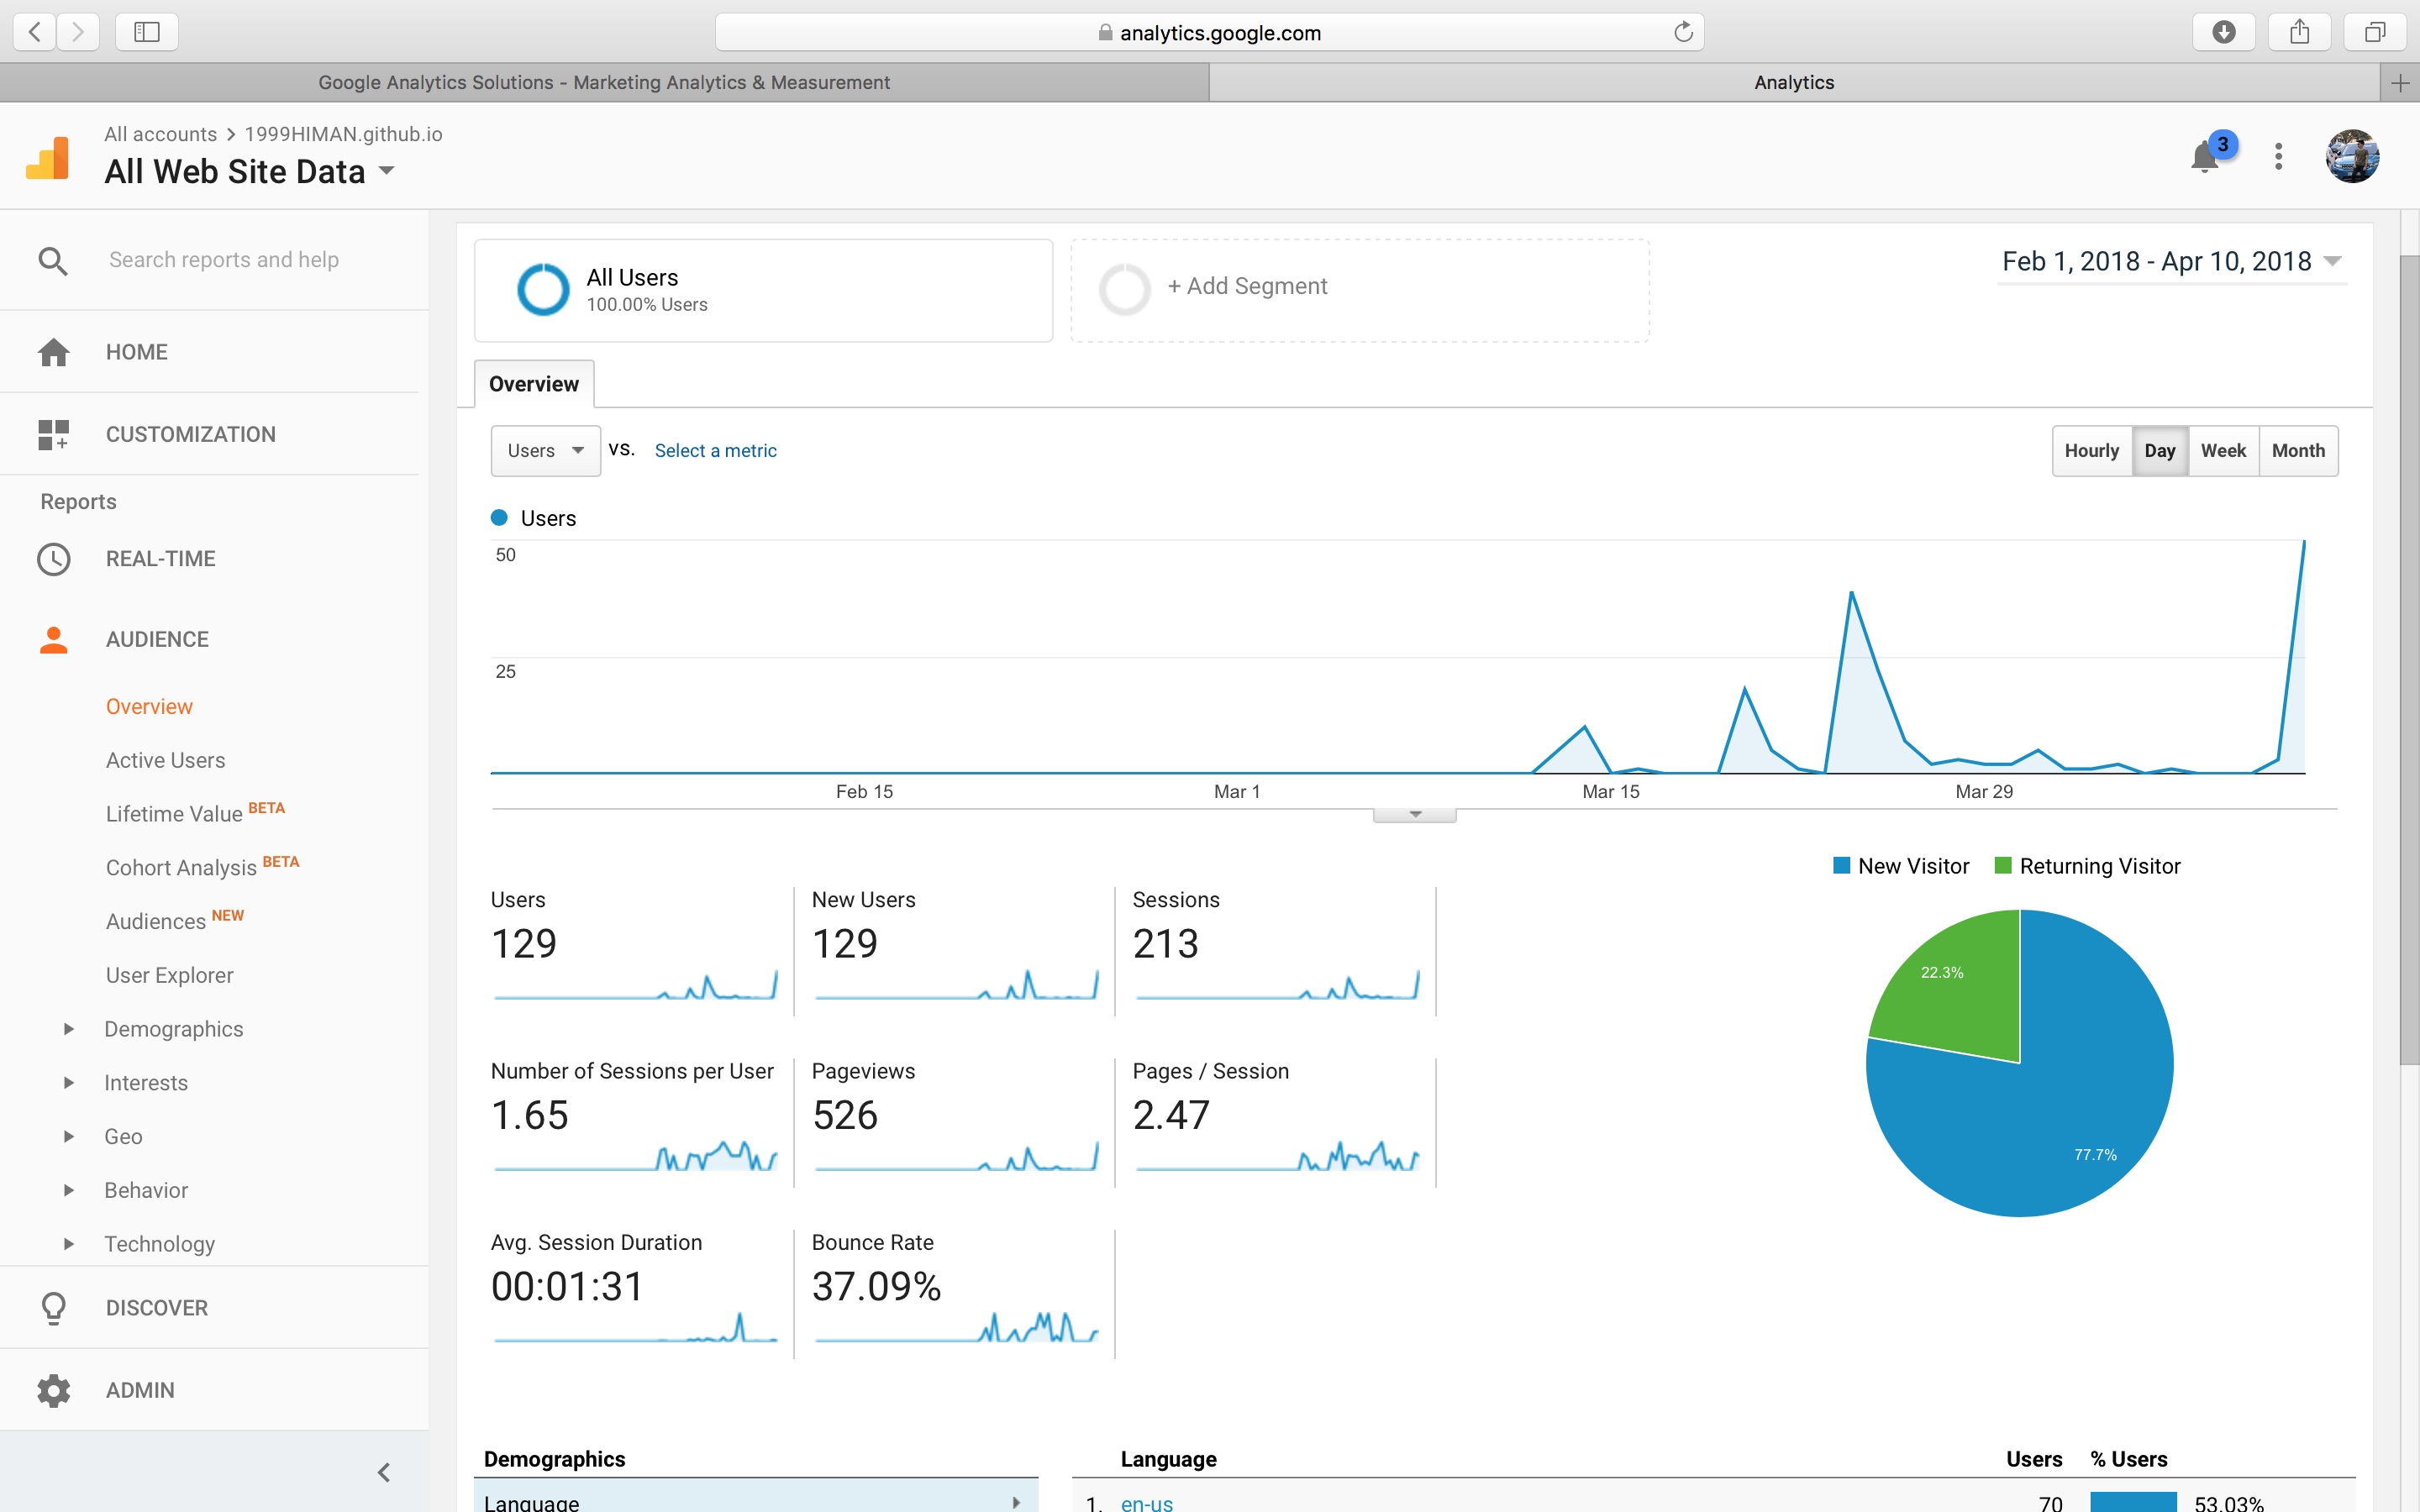 analytics.google.com
Google Analytics Solutions - Marketing Analytics & Measurement
Analytics
All accounts > 1999HIMAN.github.io
All Web Site Data
3
Search reports and help
HOME
CUSTOMIZATION
Reports
REAL-TIME
AUDIENCE
Overview
Active Users
Lifetime Value BETA
Cohort Analysis BETA
Audiences NEW
User Explorer
Demographics
Interests
Geo
Behavior
Technology
DISCOVER
ADMIN
All Users
100.00% Users
+ Add Segment
Feb 1, 2018 - Apr 10, 2018
Overview
Users
VS.
Select a metric
Hourly Day Week Month
Users
50
25
Feb 15 Mar 1 Mar 15 Mar 29
New Visitor Returning Visitor
22.3%
77.7%
Users
129
New Users
129
Sessions
213
Number of Sessions per User
1.65
Pageviews
526
Pages / Session
2.47
Avg. Session Duration
00:01:31
Bounce Rate
37.09%
Demographics
Language
Language Users % Users
1. en-us 70 53.03%